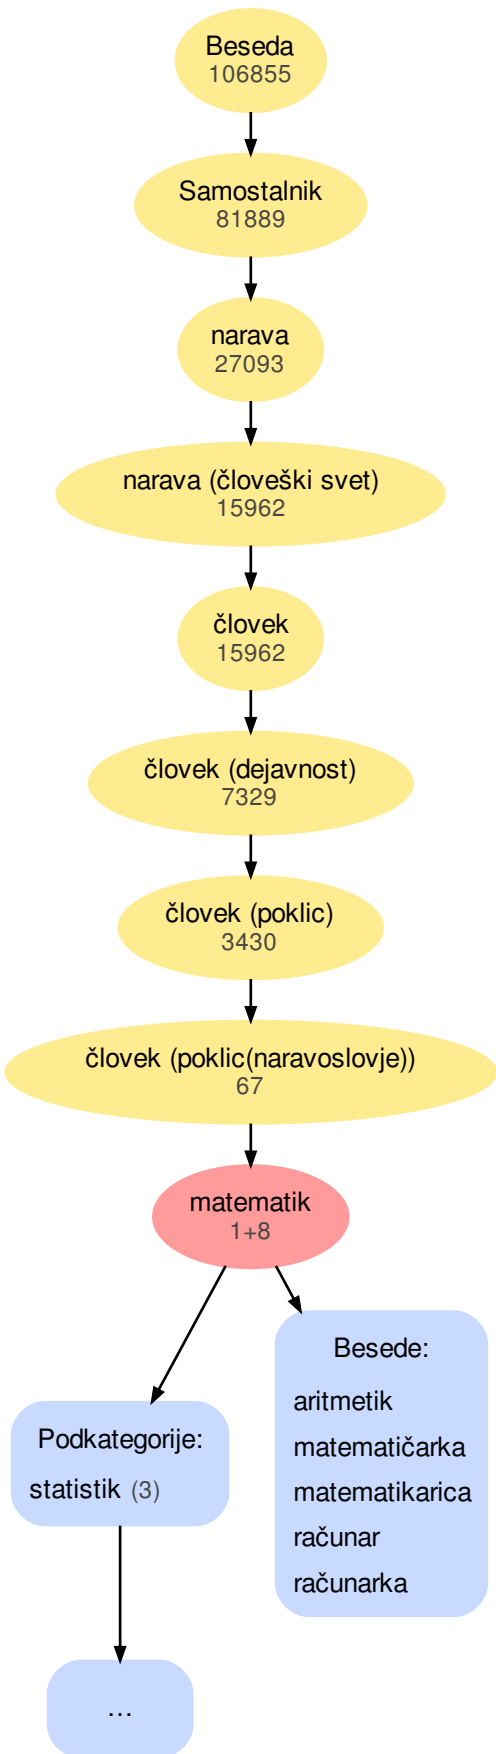 Beseda
106855
Samostalnik
81889
narava
27093
narava (človeški svet)
15962
človek
15962
človek (dejavnost)
7329
človek (poklic)
3430
človek (poklic(naravoslovje))
67
matematik
1+8
Besede:
aritmetik
matematičarka
matematikarica
računar
računarka
Podkategorije:
statistik (3)
...